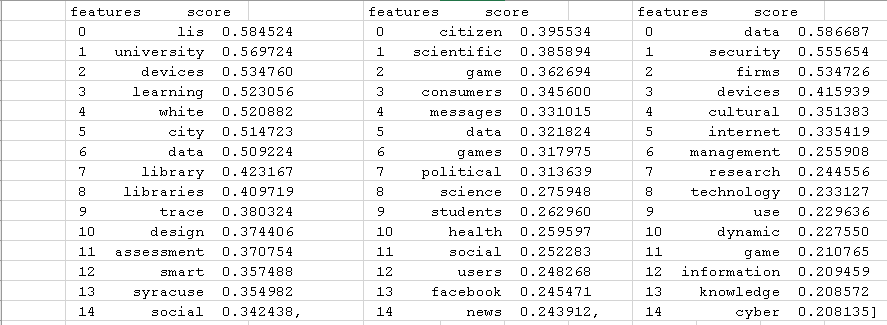 features score features score features score
0 lis 0.584524 0 citizen 0.395534 0 data 0.586687
1 university 0.569724 1 scientific 0.385894 1 security 0.555654
2 devices 0.534760 2 game 0.362694 2 firms 0.534726
3 learning 0.523056 3 consumers 0.345600 3 devices 0.415939
4 white 0.520882 4 messages 0.331015 4 cultural 0.351383
5 city 0.514723 5 data 0.321824 5 internet 0.335419
6 data 0.509224 6 games 0.317975 6 management 0.255908
7 library 0.423167 7 political 0.313639 7 research 0.244556
8 libraries 0.409719 8 science 0.275948 8 technology 0.233127
9 trace 0.380324 9 students 0.262960 9 use 0.229636
10 design 0.374406 10 health 0.259597 10 dynamic 0.227550
11 assessment 0.370754 11 social 0.252283 11 game 0.210765
12 smart 0.357488 12 users 0.248268 12 information 0.209459
13 syracuse 0.354982 13 facebook 0.245471 13 knowledge 0.208572
14 social 0.342438, 14 news 0.243912, 14 cyber 0.208135]